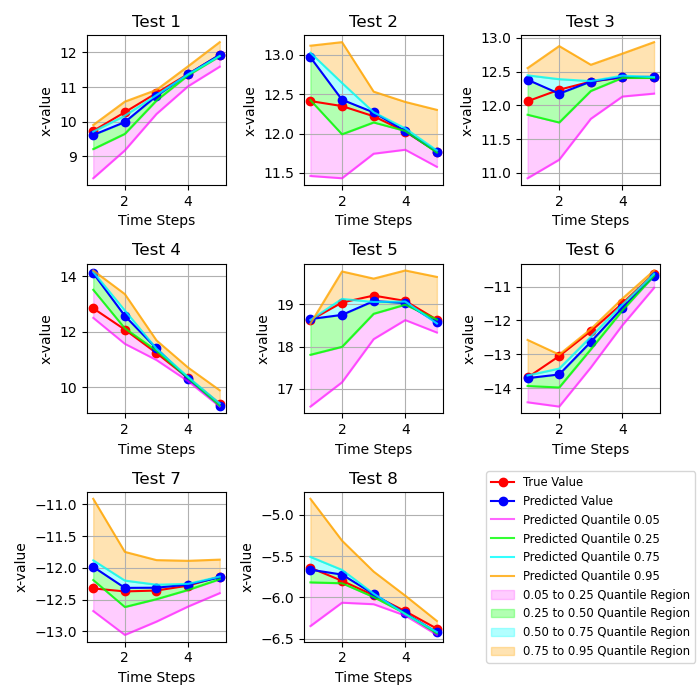 Test 1
Test 2
Test 3
12
11
10
9
x-value
2
4
Time Steps
13.0
12.5
12.0
11.5
x-value
2
4
Time Steps
13.0
12.5
12.0
11.5
11.0
x-value
2
4
Time Steps
Test 4
Test 5
Test 6
14
12
10
x-value
2
4
Time Steps
19
18
17
x-value
2
4
Time Steps
−11
−12
−13
−14
x-value
2
4
Time Steps
Test 7
Test 8
−11.0
−11.5
−12.0
−12.5
−13.0
x-value
2
4
Time Steps
−5.0
−5.5
−6.0
−6.5
x-value
2
4
Time Steps
True Value
Predicted Value
Predicted Quantile 0.05
Predicted Quantile 0.25
Predicted Quantile 0.75
Predicted Quantile 0.95
0.05 to 0.25 Quantile Region
0.25 to 0.50 Quantile Region
0.50 to 0.75 Quantile Region
0.75 to 0.95 Quantile Region